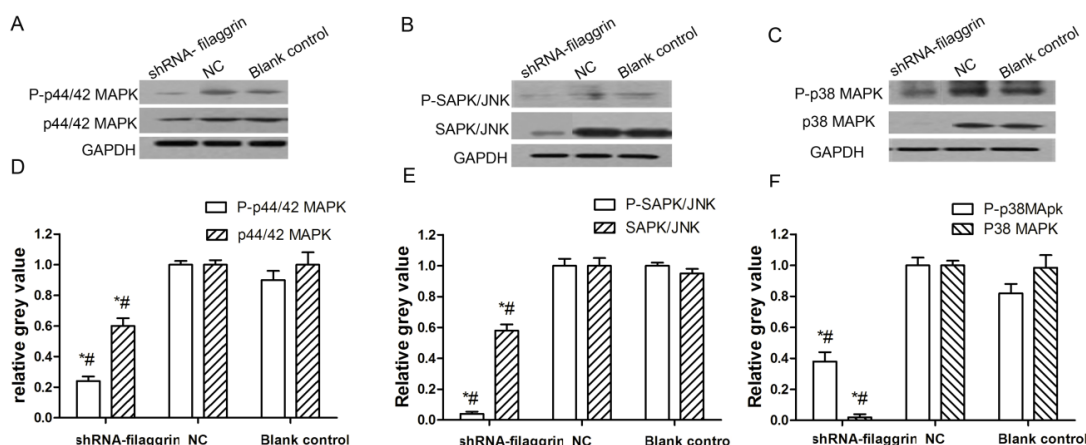 A
shRNA- filaggrin
NC
Blank control
P-p44/42 MAPK
p44/42 MAPK
GAPDH
B
shRNA-filaggrin
NC
Blank control
P-SAPK/JNK
SAPK/JNK
GAPDH
C
shRNA-filaggrin
NC
Blank control
P-p38 MAPK
p38 MAPK
GAPDH
D
P-p44/42 MAPK
p44/42 MAPK
relative grey value
1.2
1.0
0.8
0.6
0.4
0.2
0.0
*#
*#
shRNA-filaggrin NC Blank control
E
P-SAPK/JNK
SAPK/JNK
Relative grey value
1.2
1.0
0.8
0.6
0.4
0.2
0.0
*#
*#
shRNA-filaggrin NC Blank control
F
P-p38MApk
P38 MAPK
Relative grey value
1.2
1.0
0.8
0.6
0.4
0.2
0.0
*#
*#
shRNA-filaggrin NC Blank control